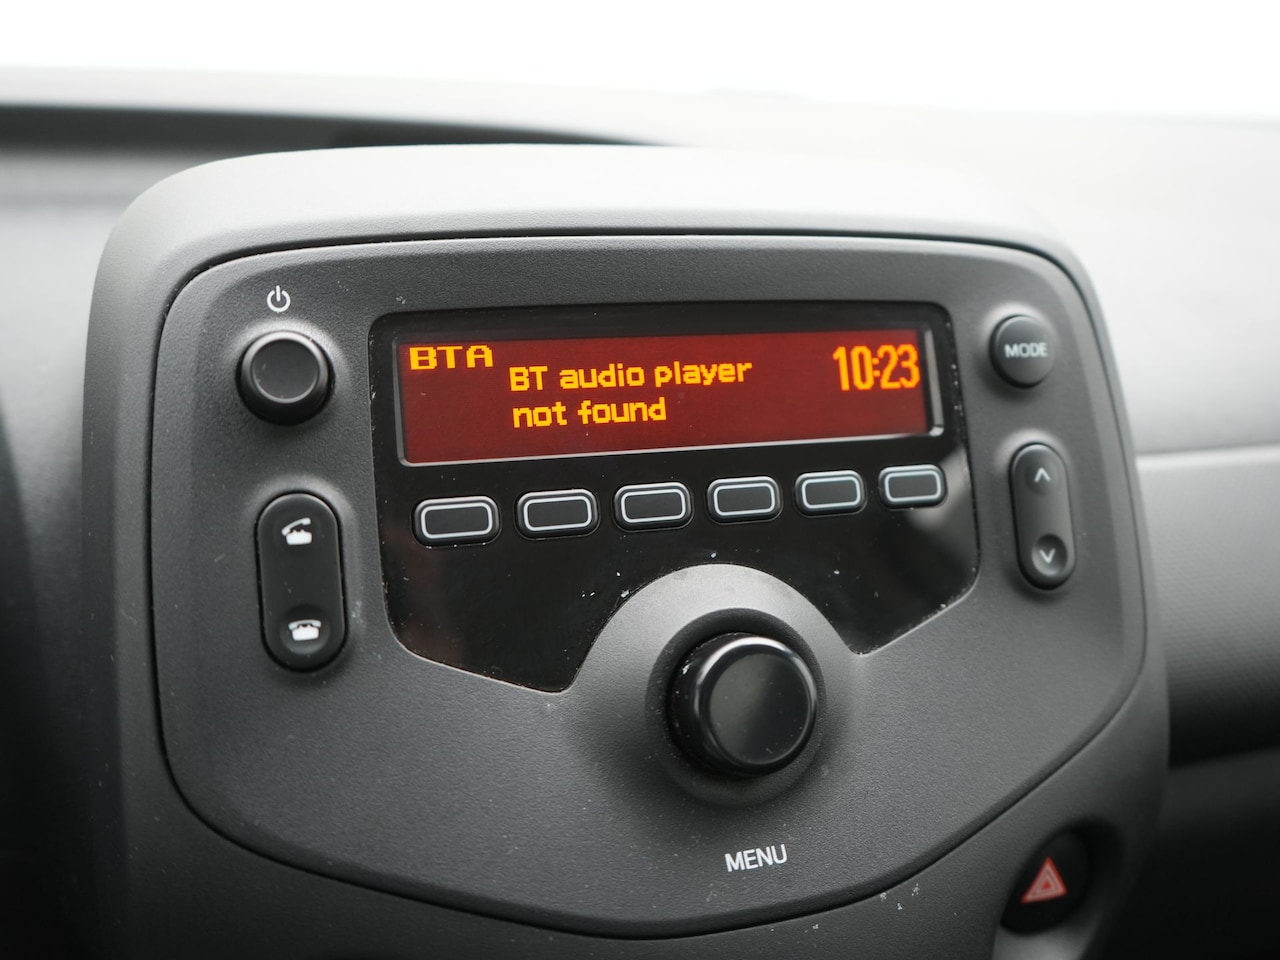 BTA
BT audio player
not found
10:23
MODE
MENU